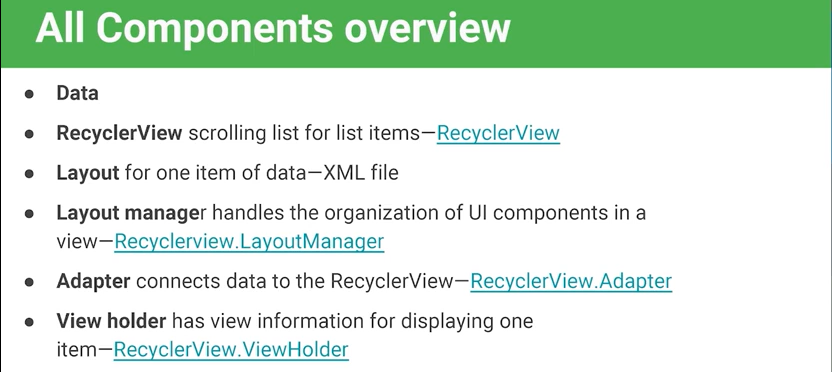 All Components overview
● Data
● RecyclerView scrolling list for list items—RecyclerView
● Layout for one item of data—XML file
● Layout manager handles the organization of UI components in a
view—Recyclerview.LayoutManager
● Adapter connects data to the RecyclerView—RecyclerView.Adapter
● View holder has view information for displaying one
item—RecyclerView.ViewHolder